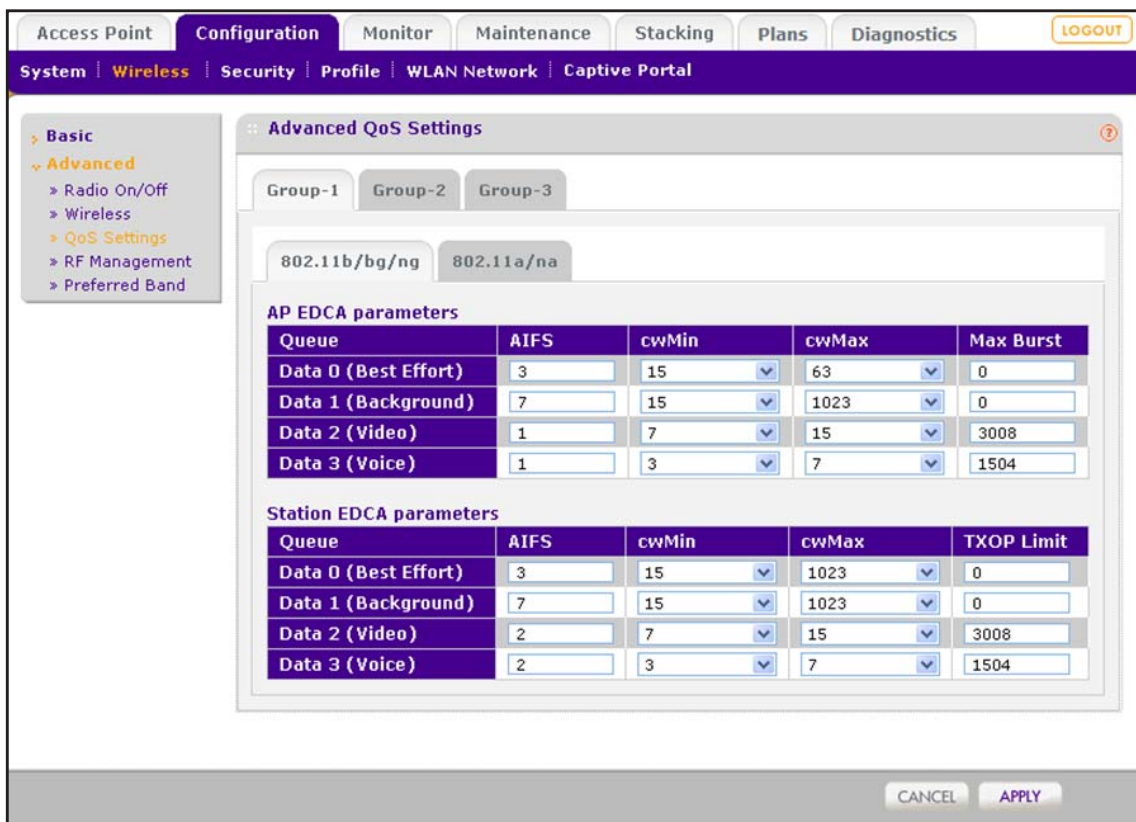 Access Point Configuration Monitor Maintenance Stacking Plans Diagnostics LOGOUT
System Wireless Security Profile WLAN Network Captive Portal
Basic
Advanced
» Radio On/Off
» Wireless
» QoS Settings
» RF Management
» Preferred Band
Advanced QoS Settings ?
Group-1 Group-2 Group-3
802.11b/bg/ng 802.11a/na
AP EDCA parameters
Queue AIFS cwMin cwMax Max Burst
Data 0 (Best Effort) 3 15 63 0
Data 1 (Background) 7 15 1023 0
Data 2 (Video) 1 7 15 3008
Data 3 (Voice) 1 3 7 1504
Station EDCA parameters
Queue AIFS cwMin cwMax TXOP Limit
Data 0 (Best Effort) 3 15 1023 0
Data 1 (Background) 7 15 1023 0
Data 2 (Video) 2 7 15 3008
Data 3 (Voice) 2 3 7 1504
CANCEL APPLY